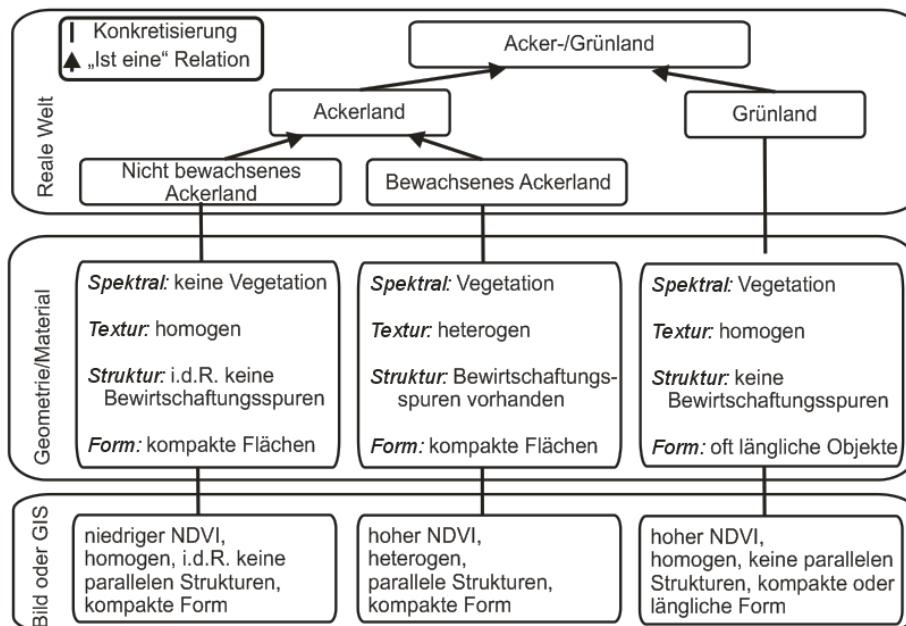 Konkretisierung
„Ist eine“ Relation
Acker-/Grünland
Ackerland
Grünland
Nicht bewachsenes
Ackerland
Bewachsenes Ackerland
Reale Welt
Spektral: keine Vegetation
Textur: homogen
Struktur: i.d.R. keine
Bewirtschaftungsspuren
Form: kompakte Flächen
Spektral: Vegetation
Textur: heterogen
Struktur: Bewirtschaftungs-
spuren vorhanden
Form: kompakte Flächen
Spektral: Vegetation
Textur: homogen
Struktur: keine
Bewirtschaftungsspuren
Form: oft längliche Objekte
Geometrie/Material
niedriger NDVI,
homogen, i.d.R. keine
parallelen Strukturen,
kompakte Form
hoher NDVI,
heterogen,
parallele Strukturen,
kompakte Form
hoher NDVI,
homogen, keine parallelen
Strukturen, kompakte oder
längliche Form
Bild oder GIS